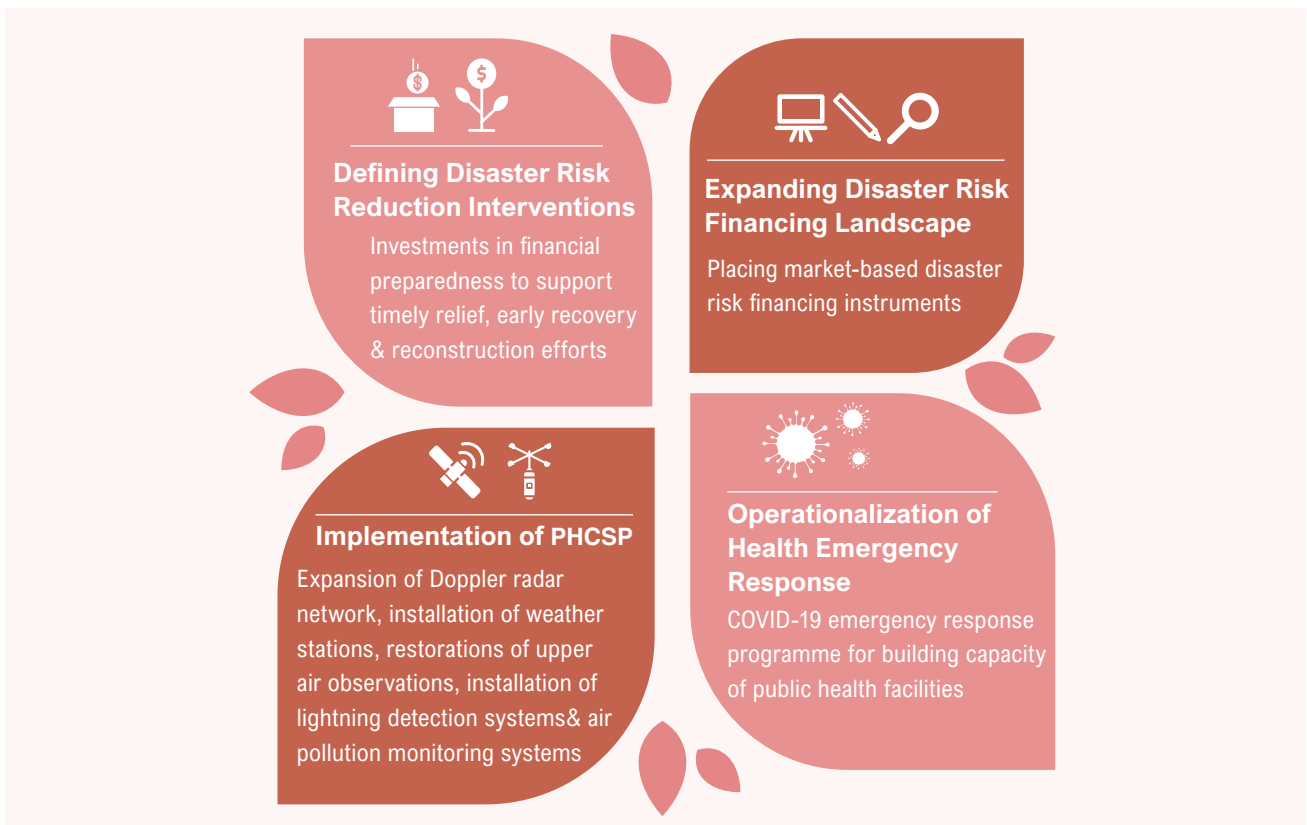 Defining Disaster Risk
Reduction Interventions
Investments in financial
preparedness to support
timely relief, early recovery
& reconstruction efforts
Expanding Disaster Risk
Financing Landscape
Placing market-based disaster
risk financing instruments
Implementation of PHCSP
Expansion of Doppler radar
network, installation of weather
stations, restorations of upper
air observations, installation of
lightning detection systems& air
pollution monitoring systems
Operationalization of
Health Emergency
Response
COVID-19 emergency response
programme for building capacity
of public health facilities